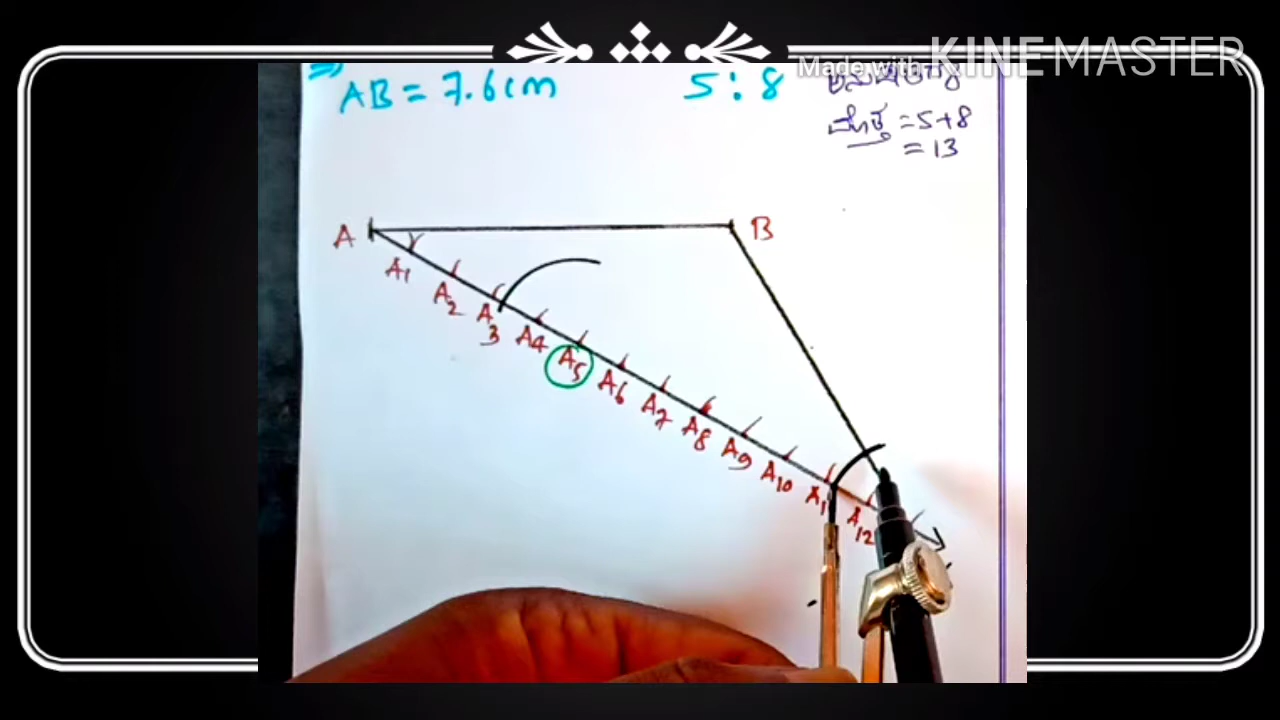 Made with KINEMASTER
AB = 7.6cm
5 : 8
ಮೊತ್ತ = 5+8
= 13
A
B
A1
A2
A3
A4
A5
A6
A7
A8
A9
A10
A12